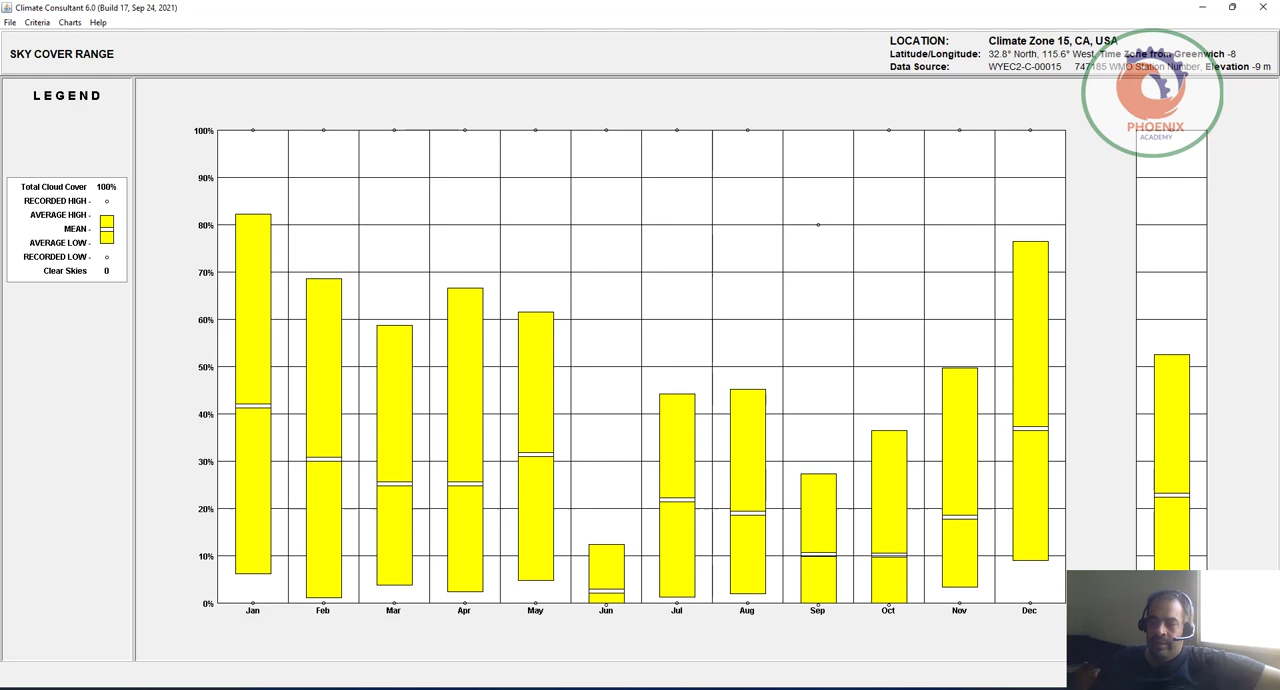 Climate Consultant 6.0 (Build 17, Sep 24, 2021)
File Criteria Charts Help
SKY COVER RANGE
LOCATION: Climate Zone 15, CA, USA
Latitude/Longitude: 32.8° North, 115.6° West, Time Zone from Greenwich -8
Data Source: WYEC2-C-00015 747185 WMO Station Number, Elevation -9 m
PHOENIX
ACADEMY
LEGEND
Total Cloud Cover 100%
RECORDED HIGH -
AVERAGE HIGH -
MEAN -
AVERAGE LOW -
RECORDED LOW -
Clear Skies 0
100%
90%
80%
70%
60%
50%
40%
30%
20%
10%
0%
Jan Feb Mar Apr May Jun Jul Aug Sep Oct Nov Dec